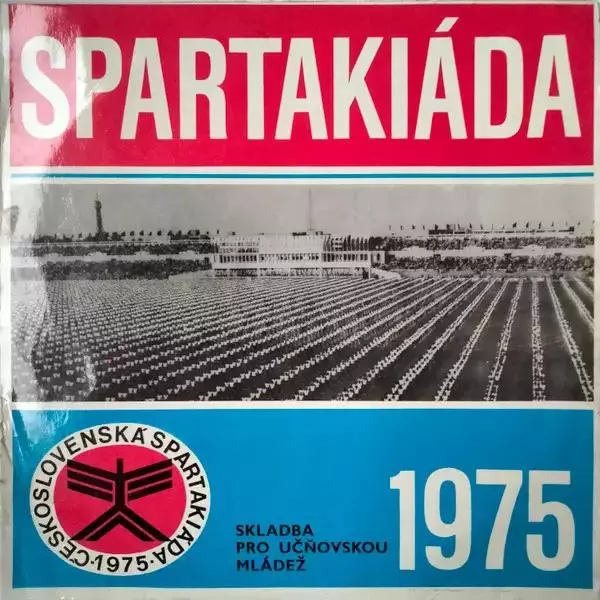 SPARTAKIÁDA
ČESKOSLOVENSKÁ SPARTAKIÁDA
·1975·
SKLADBA
PRO UČŇOVSKOU
MLÁDEŽ
1975